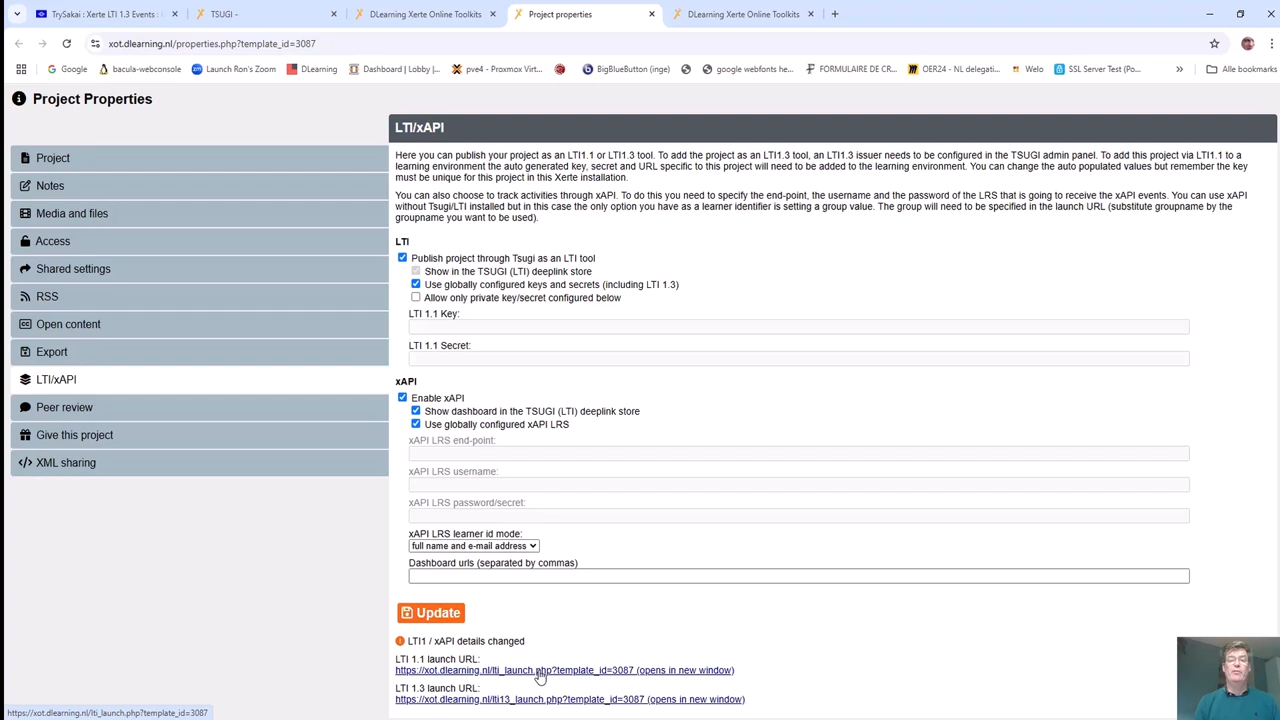 TrySakai : Xerte LTI 1.3 Events :
TSUGI -
DLearning Xerte Online Toolkits
Project properties
DLearning Xerte Online Toolkits
xot.dlearning.nl/properties.php?template_id=3087
Google
bacula-webconsole
Launch Ron's Zoom
DLearning
Dashboard | Lobby |...
pve4 - Proxmox Virt...
BigBlueButton (inge)
google webfonts he...
FORMULAIRE DE CR...
OER24 - NL delegati...
Welo
SSL Server Test (Po...
All bookmarks
Project Properties
Project
Notes
Media and files
Access
Shared settings
RSS
Open content
Export
LTI/xAPI
Peer review
Give this project
XML sharing
LTI/xAPI
Here you can publish your project as an LTI1.1 or LTI1.3 tool. To add the project as an LTI1.3 tool, an LTI1.3 issuer needs to be configured in the TSUGI admin panel. To add this project via LTI1.1 to a
learning environment the auto generated key, secret and URL specific to this project will need to be added to the learning environment. You can change the auto populated values but remember the key
must be unique for this project in this Xerte installation.
You can also choose to track activities through xAPI. To do this you need to specify the end-point, the username and the password of the LRS that is going to receive the xAPI events. You can use xAPI
without Tsugi/LTI installed but in this case the only option you have as a learner identifier is setting a group value. The group will need to be specified in the launch URL (substitute groupname by the
groupname you want to be used).
LTI
Publish project through Tsugi as an LTI tool
Show in the TSUGI (LTI) deeplink store
Use globally configured keys and secrets (including LTI 1.3)
Allow only private key/secret configured below
LTI 1.1 Key:
LTI 1.1 Secret:
xAPI
Enable xAPI
Show dashboard in the TSUGI (LTI) deeplink store
Use globally configured xAPI LRS
xAPI LRS end-point:
xAPI LRS username:
xAPI LRS password/secret:
xAPI LRS learner id mode:
full name and e-mail address
Dashboard urls (separated by commas)
Update
LTI1 / xAPI details changed
LTI 1.1 launch URL:
https://xot.dlearning.nl/lti_launch.php?template_id=3087 (opens in new window)
LTI 1.3 launch URL:
https://xot.dlearning.nl/lti13_launch.php?template_id=3087 (opens in new window)
https://xot.dlearning.nl/lti_launch.php?template_id=3087